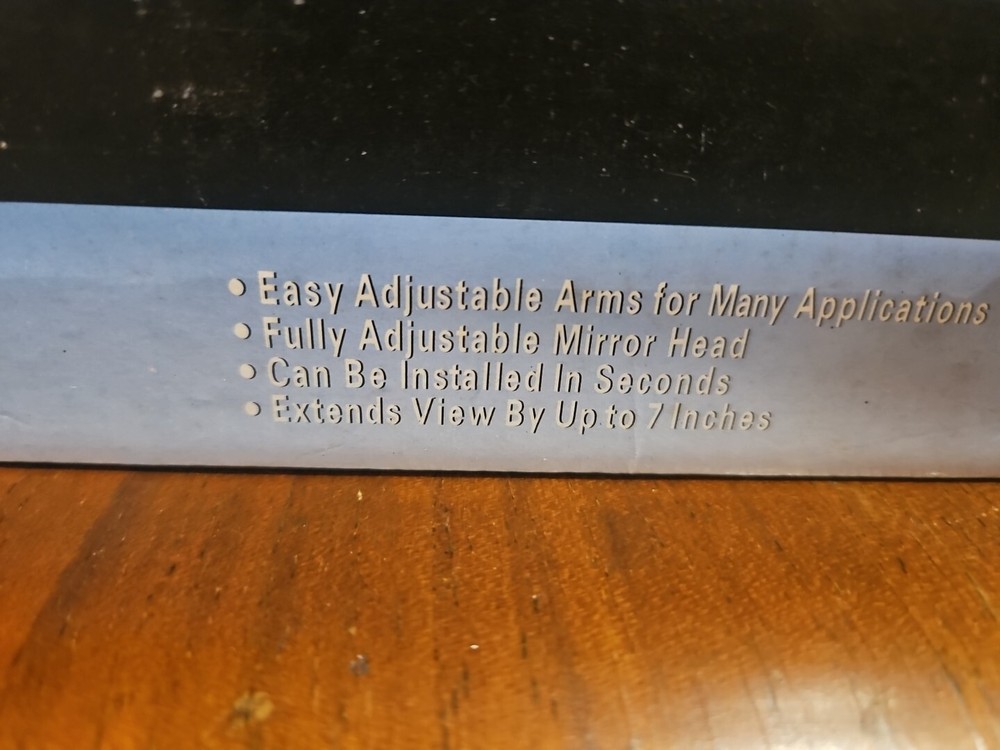 • Easy Adjustable Arms for Many Applications
• Fully Adjustable Mirror Head
• Can Be Installed In Seconds
• Extends View By Up to 7 Inches